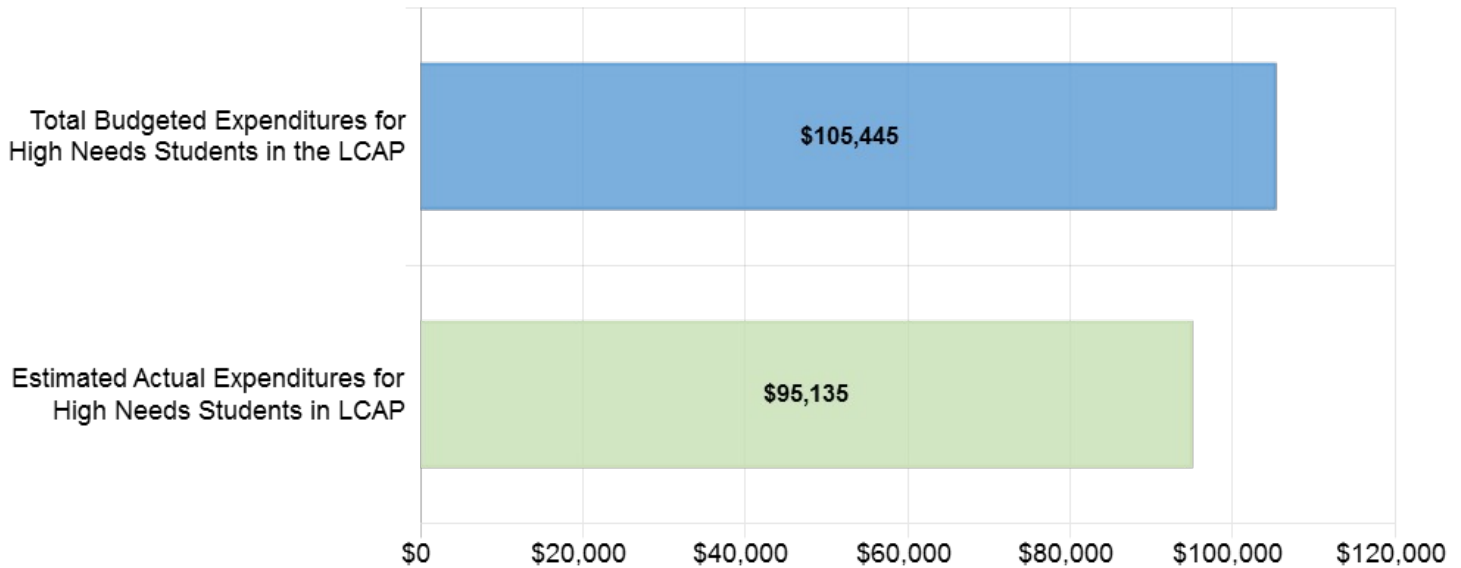 Total Budgeted Expenditures for
High Needs Students in the LCAP
$105,445
Estimated Actual Expenditures for
High Needs Students in LCAP
$95,135
$0 $20,000 $40,000 $60,000 $80,000 $100,000 $120,000